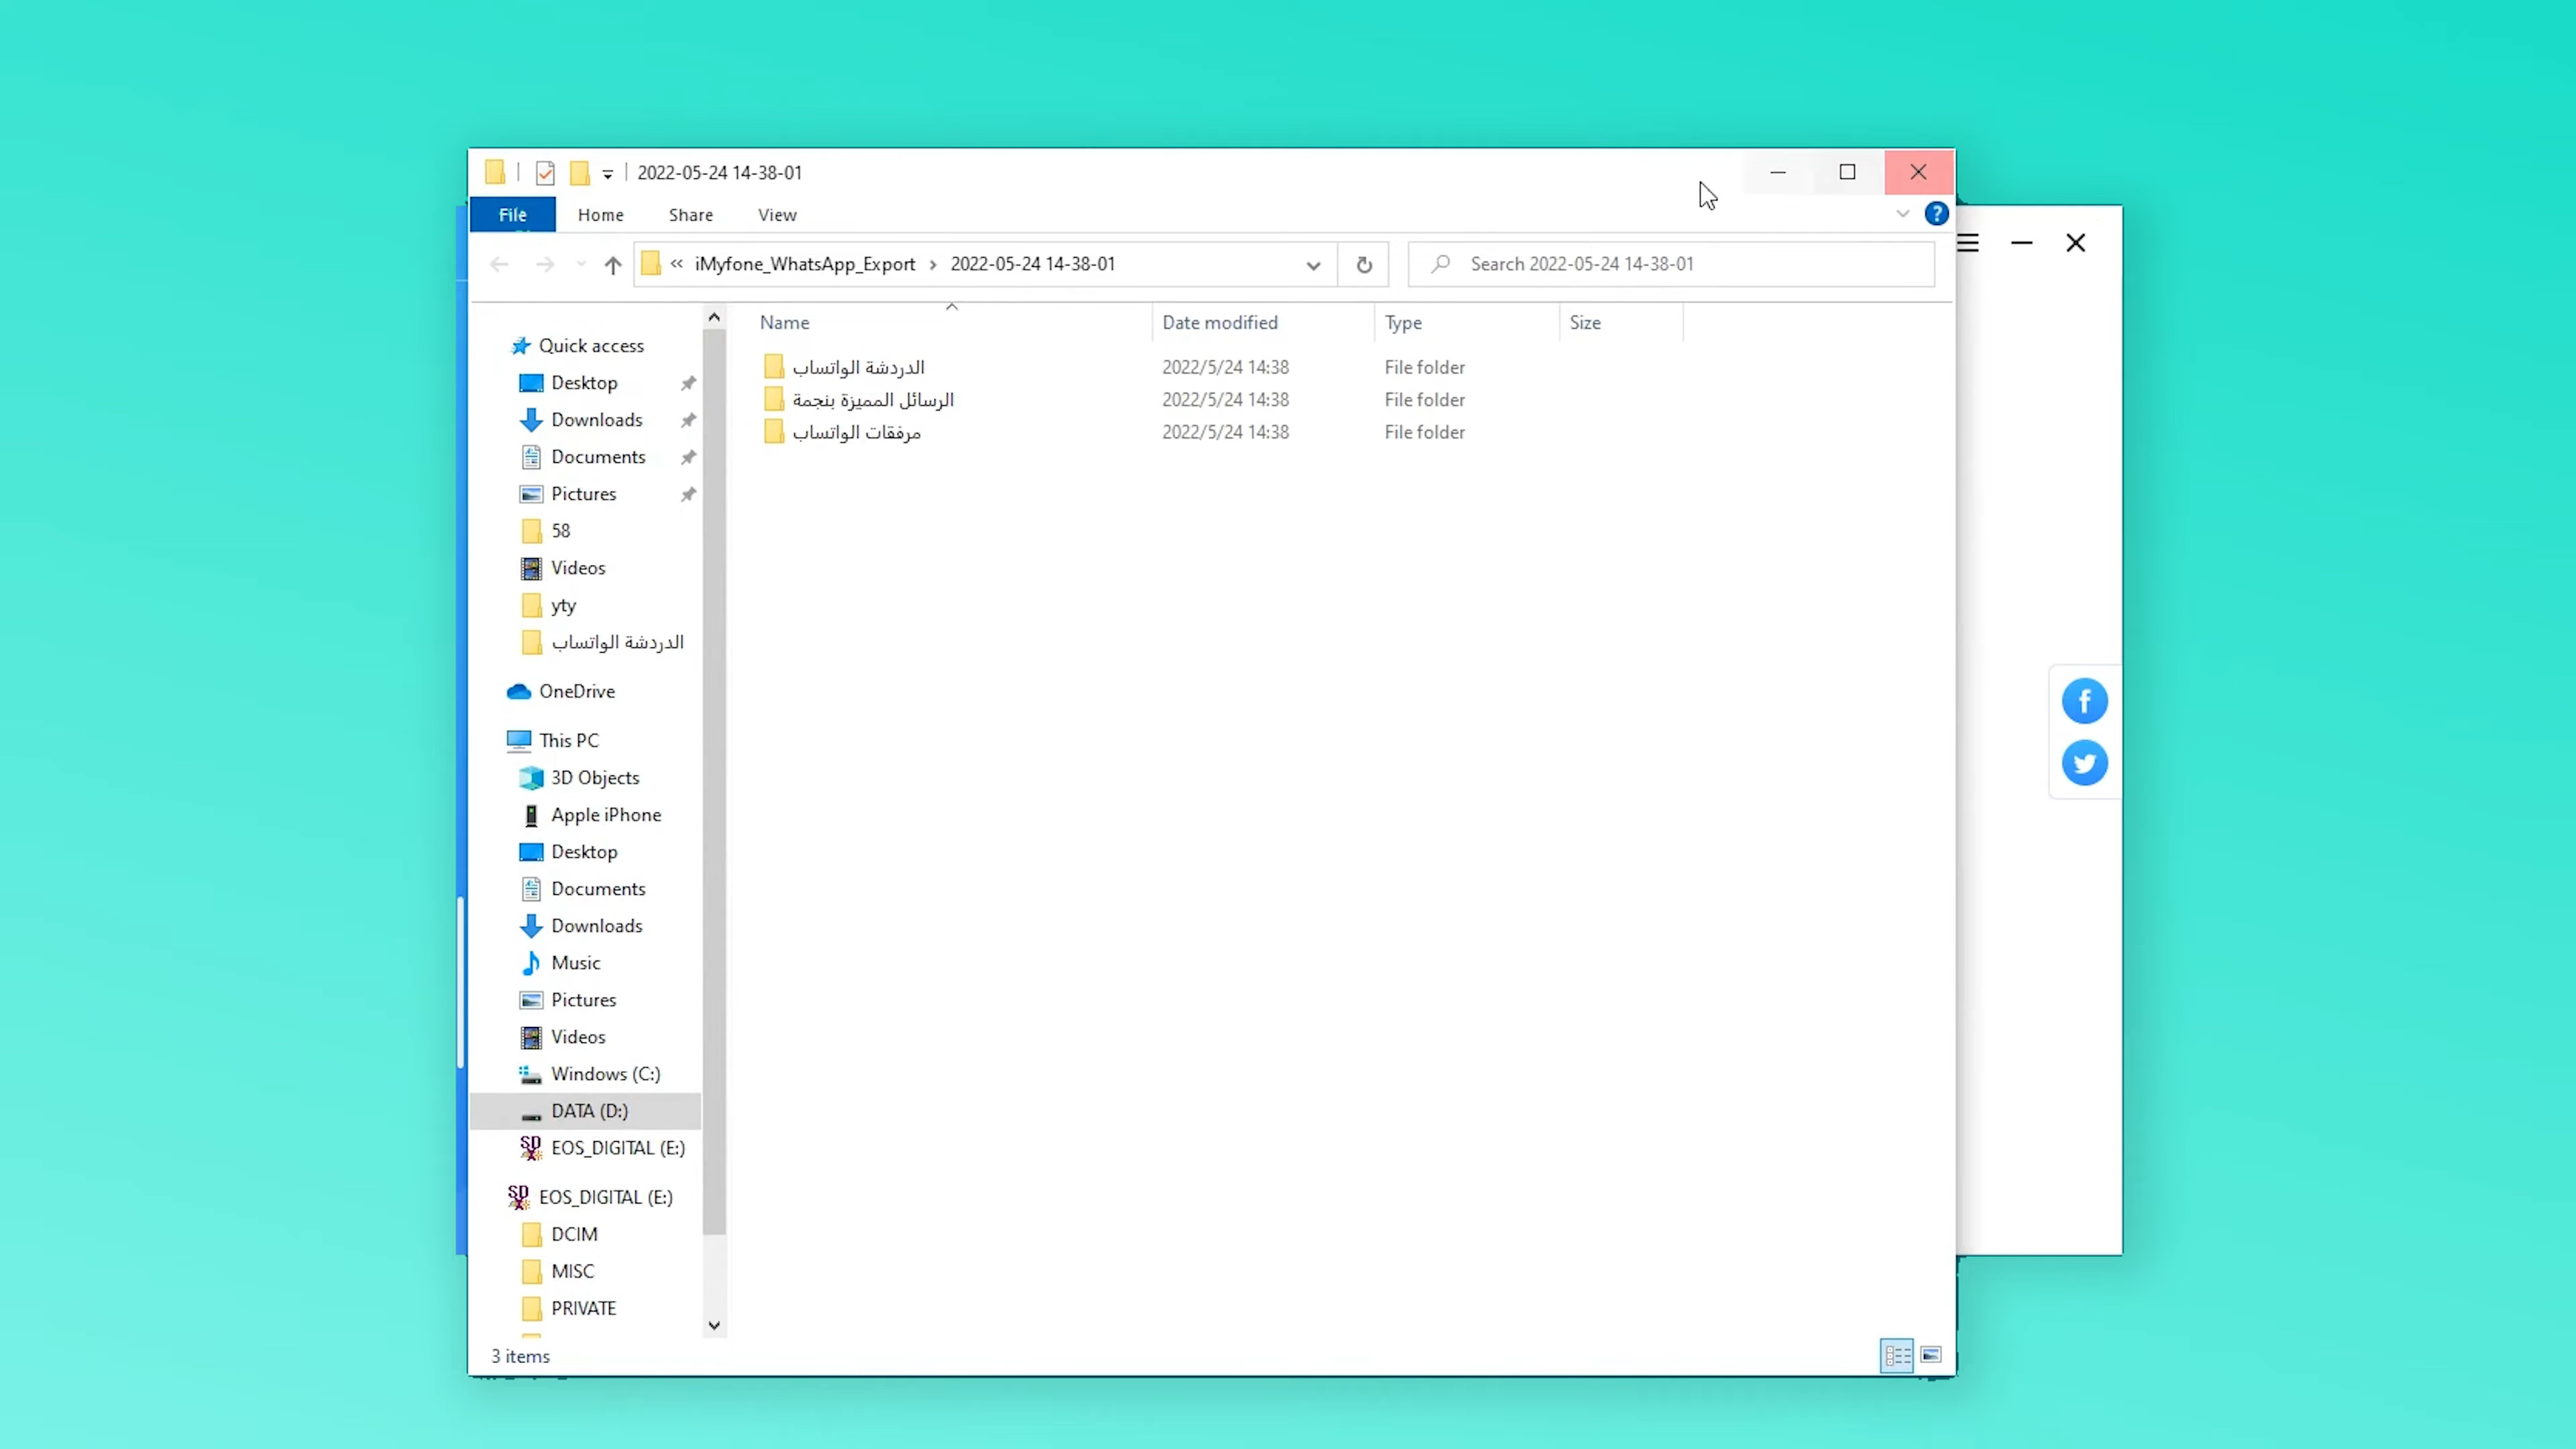 2022-05-24 14-38-01
File Home Share View
« iMyfone_WhatsApp_Export › 2022-05-24 14-38-01
Search 2022-05-24 14-38-01
Name Date modified Type Size
الدردشة الواتساب 2022/5/24 14:38 File folder
الرسائل المميزة بنجمة 2022/5/24 14:38 File folder
مرفقات الواتساب 2022/5/24 14:38 File folder
Quick access
Desktop
Downloads
Documents
Pictures
58
Videos
yty
الدردشة الواتساب
OneDrive
This PC
3D Objects
Apple iPhone
Desktop
Documents
Downloads
Music
Pictures
Videos
Windows (C:)
DATA (D:)
EOS_DIGITAL (E:)
EOS_DIGITAL (E:)
DCIM
MISC
PRIVATE
3 items